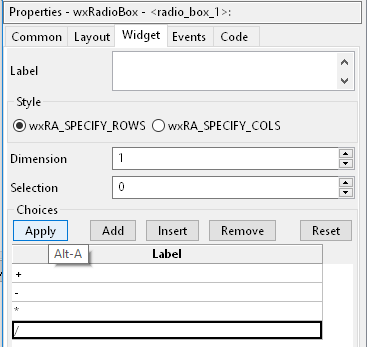 Properties - wxRadioBox - <radio_box_1>:
Common Layout Widget Events Code
Label
Style
wxRA_SPECIFY_ROWS wxRA_SPECIFY_COLS
Dimension 1
Selection 0
Choices
Apply Add Insert Remove Reset
Alt-A
Label
+
-
*
/